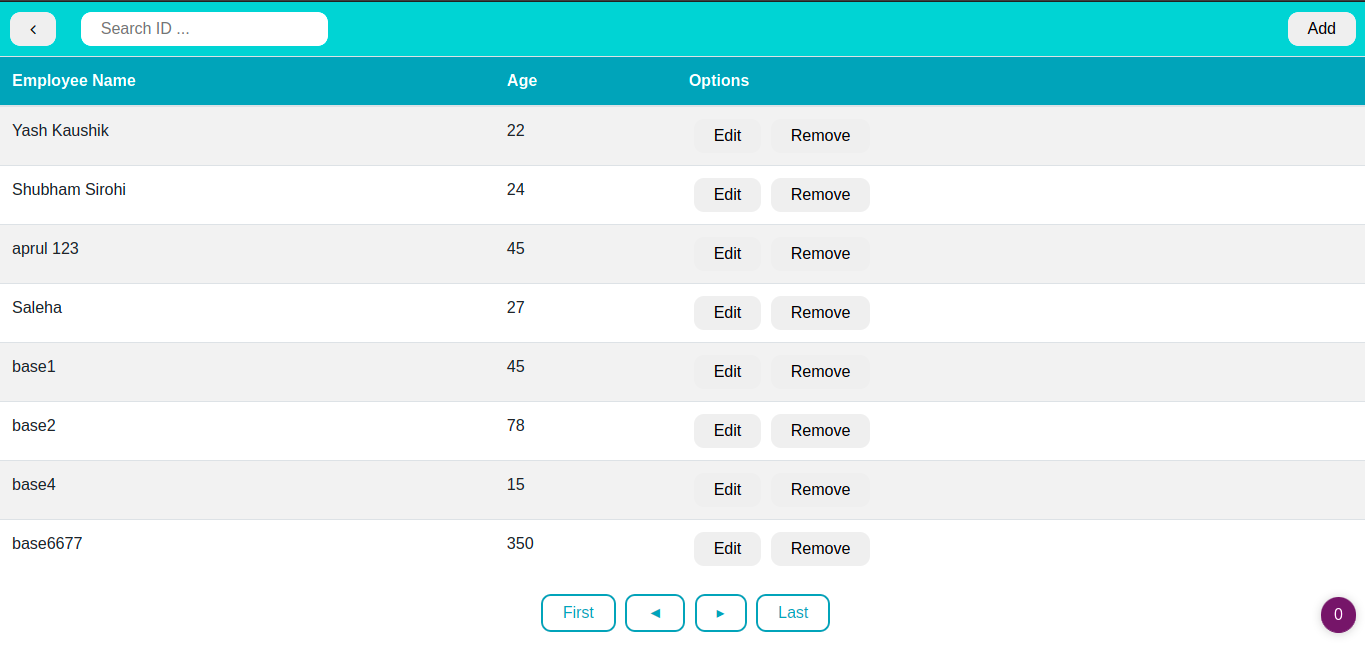 ‹ Search ID ... Add
Employee Name Age Options
Yash Kaushik 22 Edit Remove
Shubham Sirohi 24 Edit Remove
aprul 123 45 Edit Remove
Saleha 27 Edit Remove
base1 45 Edit Remove
base2 78 Edit Remove
base4 15 Edit Remove
base6677 350 Edit Remove
First ◄ ► Last 0